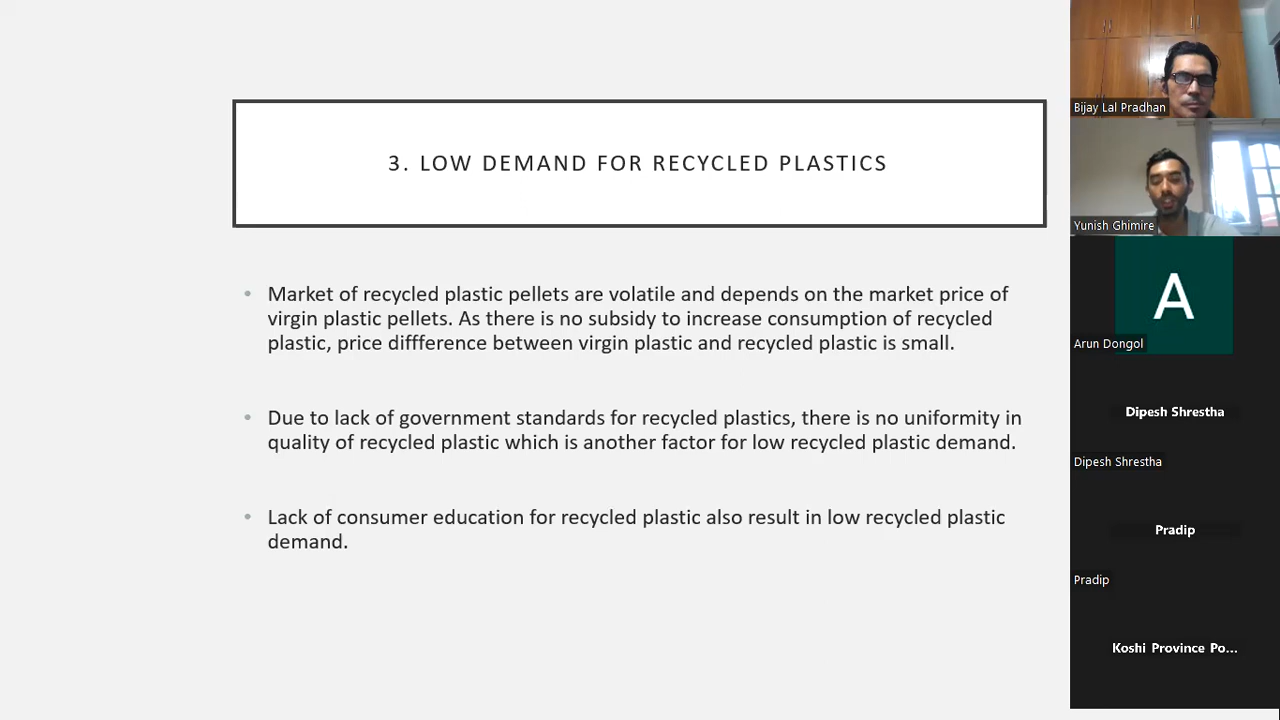 3. LOW DEMAND FOR RECYCLED PLASTICS
• Market of recycled plastic pellets are volatile and depends on the market price of
virgin plastic pellets. As there is no subsidy to increase consumption of recycled
plastic, price diffference between virgin plastic and recycled plastic is small.
• Due to lack of government standards for recycled plastics, there is no uniformity in
quality of recycled plastic which is another factor for low recycled plastic demand.
• Lack of consumer education for recycled plastic also result in low recycled plastic
demand.
Bijay Lal Pradhan
Yunish Ghimire
A
Arun Dongol
Dipesh Shrestha
Dipesh Shrestha
Pradip
Pradip
Koshi Province Po...